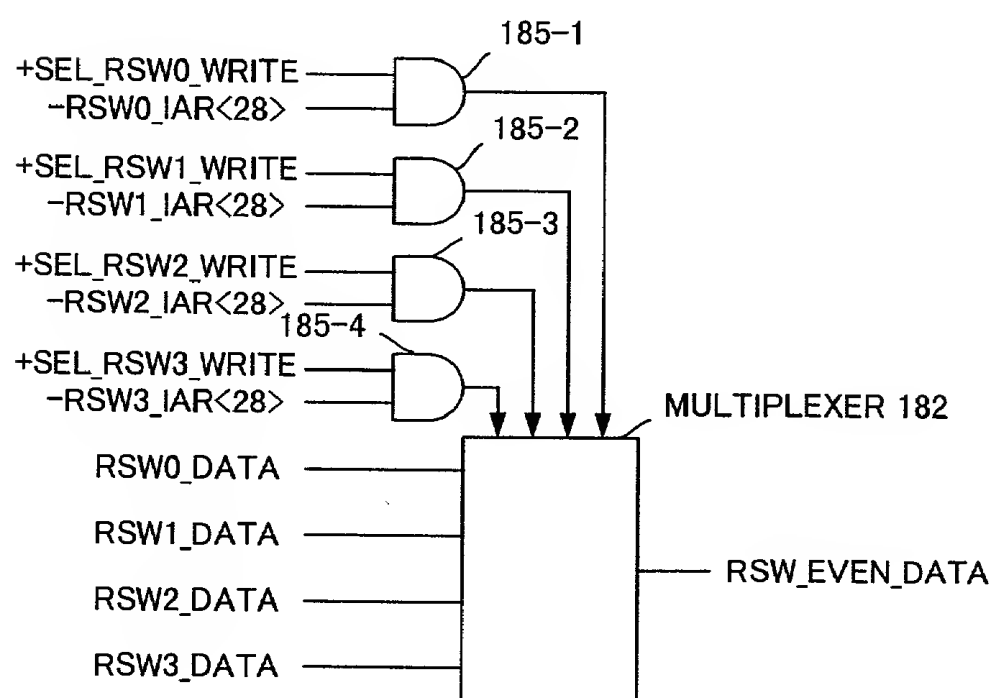 185-1
+SEL_RSW0_WRITE
-RSW0_IAR<28>
185-2
+SEL_RSW1_WRITE
-RSW1_IAR<28>
185-3
+SEL_RSW2_WRITE
-RSW2_IAR<28>
185-4
+SEL_RSW3_WRITE
-RSW3_IAR<28>
MULTIPLEXER 182
RSW0_DATA
RSW1_DATA
RSW_EVEN_DATA
RSW2_DATA
RSW3_DATA